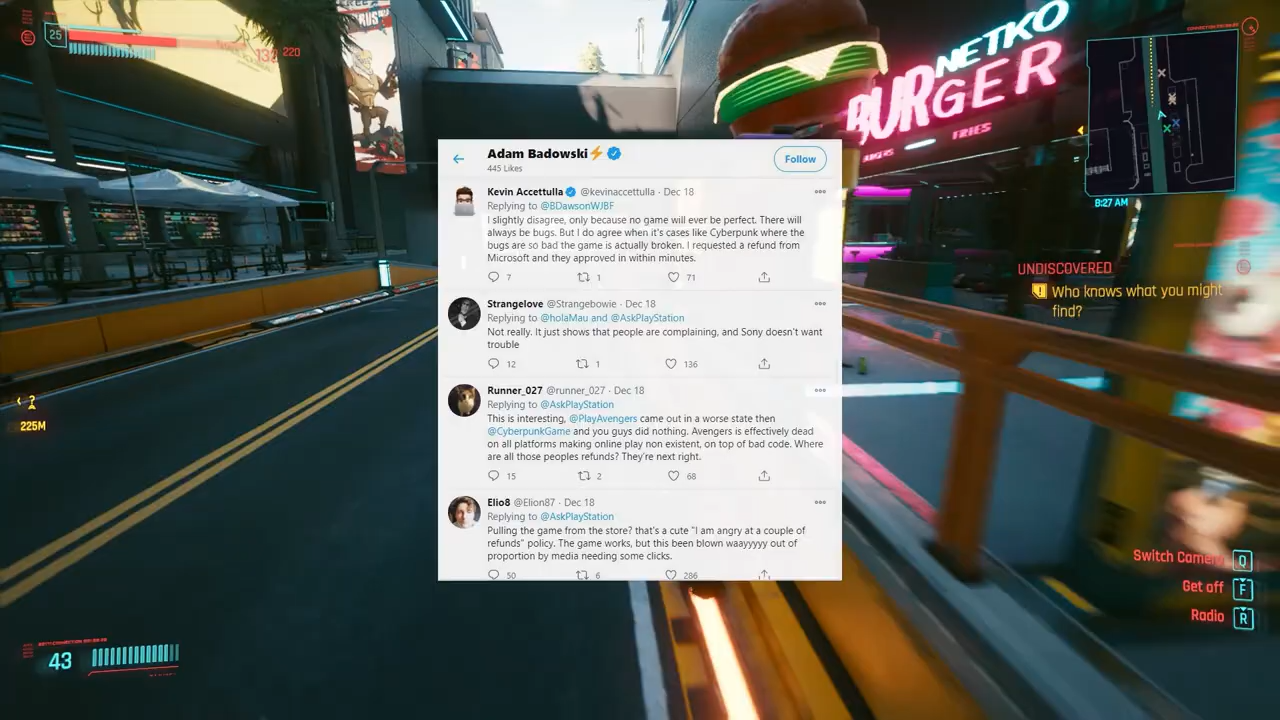 25
132 220
NETKO
BURGER
FRIES
BURGERS
8:27 AM
UNDISCOVERED
Who knows what you might
find?
225M
Switch Camera Q
Get off F
Radio R
43
Adam Badowski⚡
445 Likes
Follow
Kevin Accettulla @kevinaccettulla · Dec 18
Replying to @BDawsonWJBF
I slightly disagree, only because no game will ever be perfect. There will
always be bugs. But I do agree when it's cases like Cyberpunk where the
bugs are so bad the game is actually broken. I requested a refund from
Microsoft and they approved in within minutes.
7 1 71
Strangelove @Strangebowie · Dec 18
Replying to @holaMau and @AskPlayStation
Not really. It just shows that people are complaining, and Sony doesn't want
trouble
12 1 136
Runner_027 @runner_027 · Dec 18
Replying to @AskPlayStation
This is interesting, @PlayAvengers came out in a worse state then
@CyberpunkGame and you guys did nothing. Avengers is effectively dead
on all platforms making online play non existent, on top of bad code. Where
are all those peoples refunds? They're next right.
15 2 68
Elio8 @Elion87 · Dec 18
Replying to @AskPlayStation
Pulling the game from the store? that's a cute "I am angry at a couple of
refunds" policy. The game works, but this been blown waayyyyy out of
proportion by media needing some clicks.
50 6 286